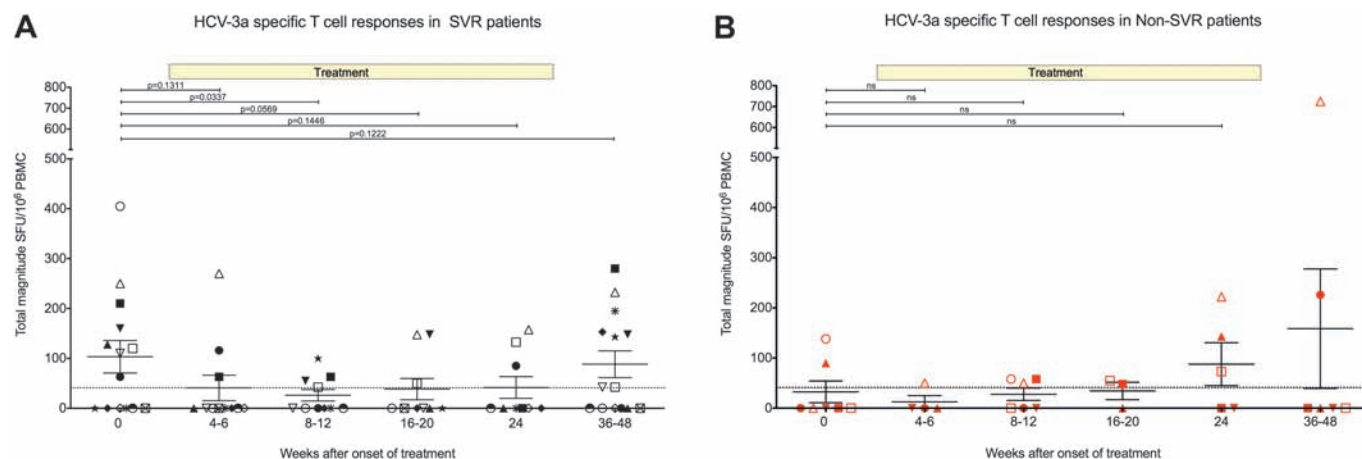 A
HCV-3a specific T cell responses in SVR patients
Treatment
p=0.1311
p=0.0337
p=0.0569
p=0.1446
p=0.1222
800
700
600
500
400
300
200
100
0
Total magnitude SFU/10⁶ PBMC
0 4-6 8-12 16-20 24 36-48
Weeks after onset of treatment
B
HCV-3a specific T cell responses in Non-SVR patients
Treatment
ns
ns
ns
ns
800
700
600
500
400
300
200
100
0
Total magnitude SFU/10⁶ PBMC
0 4-6 8-12 16-20 24 36-48
Weeks after onset of treatment